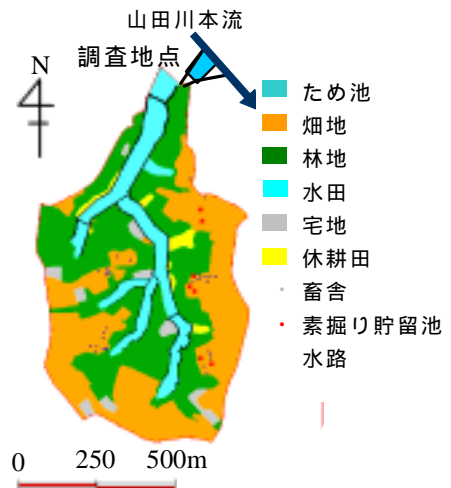 山田川本流
調査地点
N
ため池
畑地
林地
水田
宅地
休耕田
畜舎
素掘り貯留池
水路
0 250 500m